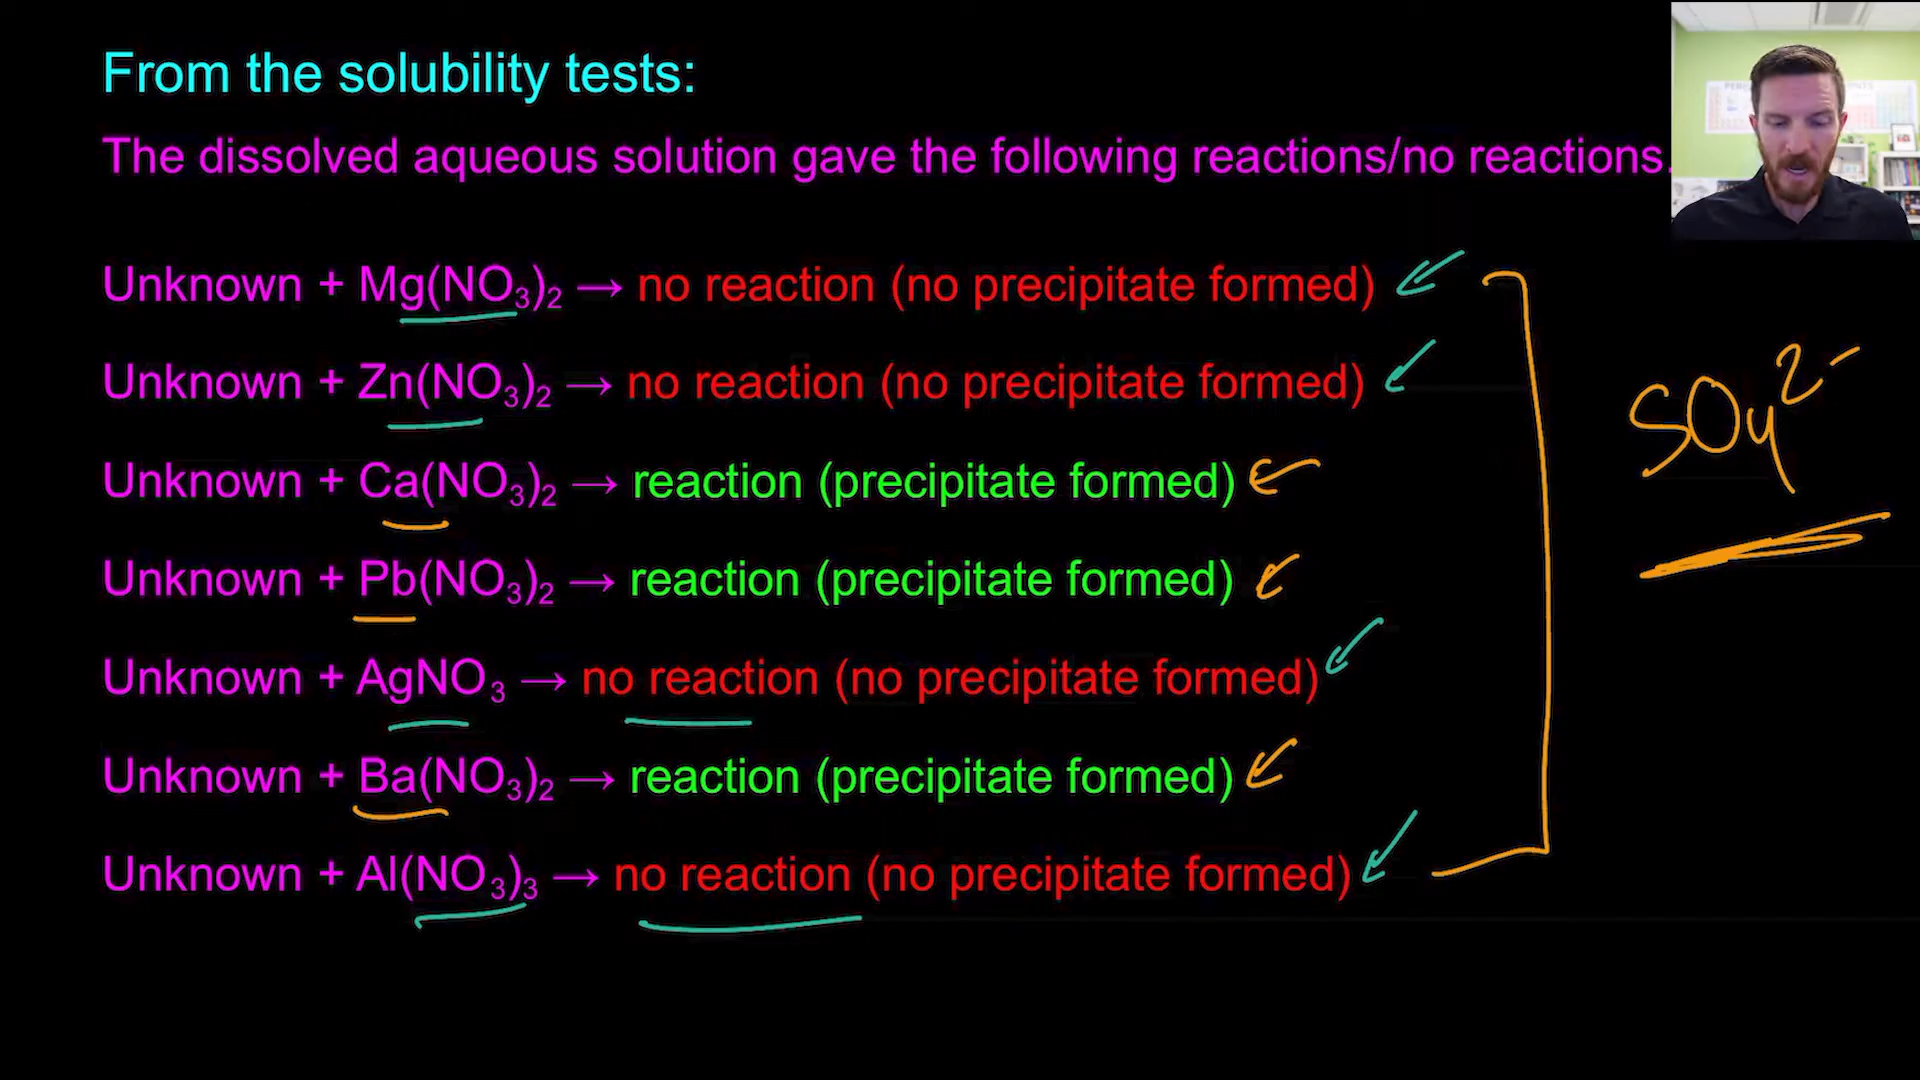 From the solubility tests:
The dissolved aqueous solution gave the following reactions/no reactions.
Unknown + Mg(NO₃)₂ → no reaction (no precipitate formed)
Unknown + Zn(NO₃)₂ → no reaction (no precipitate formed)
SO₄²⁻
Unknown + Ca(NO₃)₂ → reaction (precipitate formed)
Unknown + Pb(NO₃)₂ → reaction (precipitate formed)
Unknown + AgNO₃ → no reaction (no precipitate formed)
Unknown + Ba(NO₃)₂ → reaction (precipitate formed)
Unknown + Al(NO₃)₃ → no reaction (no precipitate formed)